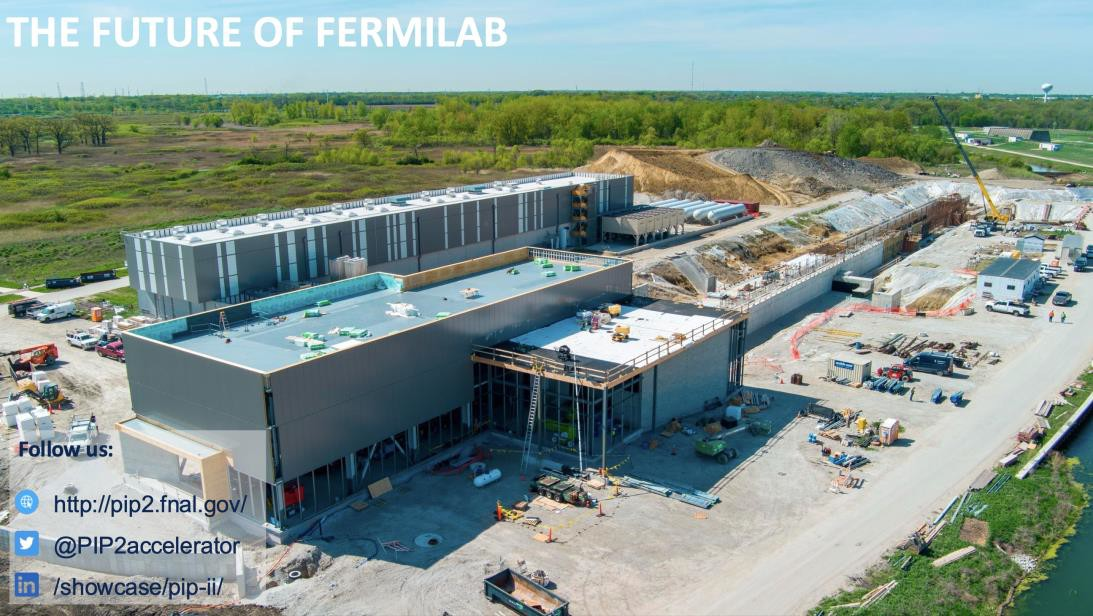 THE FUTURE OF FERMILAB
Follow us:
http://pip2.fnal.gov/
@PIP2accelerator
/showcase/pip-ii/